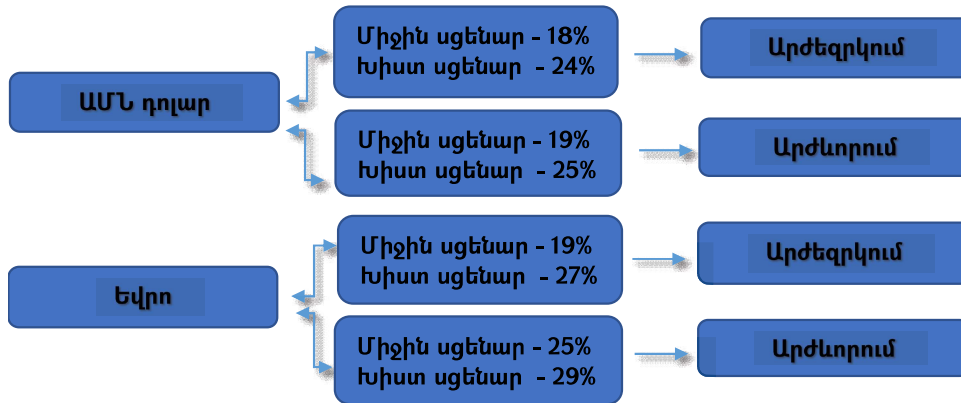 ԱՄՆ դոլար
Միջին սցենար - 18%
Խիստ սցենար - 24%
Արժեզրկում
Միջին սցենար - 19%
Խիստ սցենար - 25%
Արժևորում
Եվրո
Միջին սցենար - 19%
Խիստ սցենար - 27%
Արժեզրկում
Միջին սցենար - 25%
Խիստ սցենար - 29%
Արժևորում